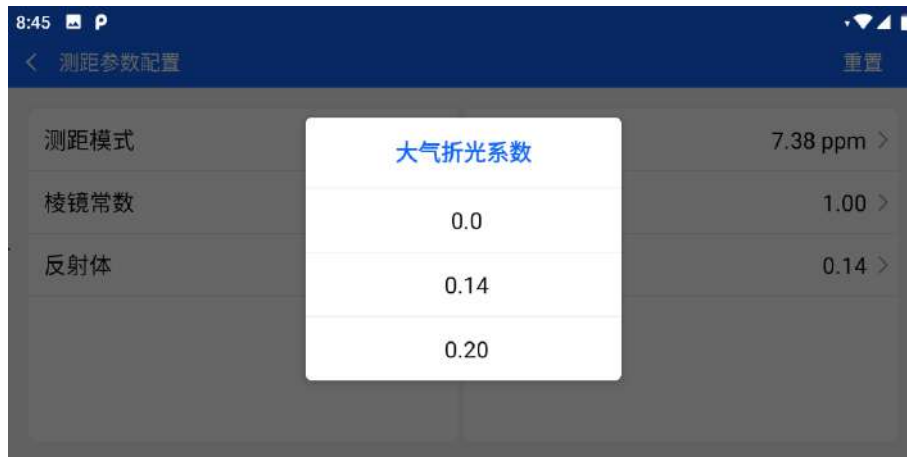 8:45
测距参数配置
重置
测距模式
7.38 ppm
棱镜常数
1.00
反射体
0.14
大气折光系数
0.0
0.14
0.20